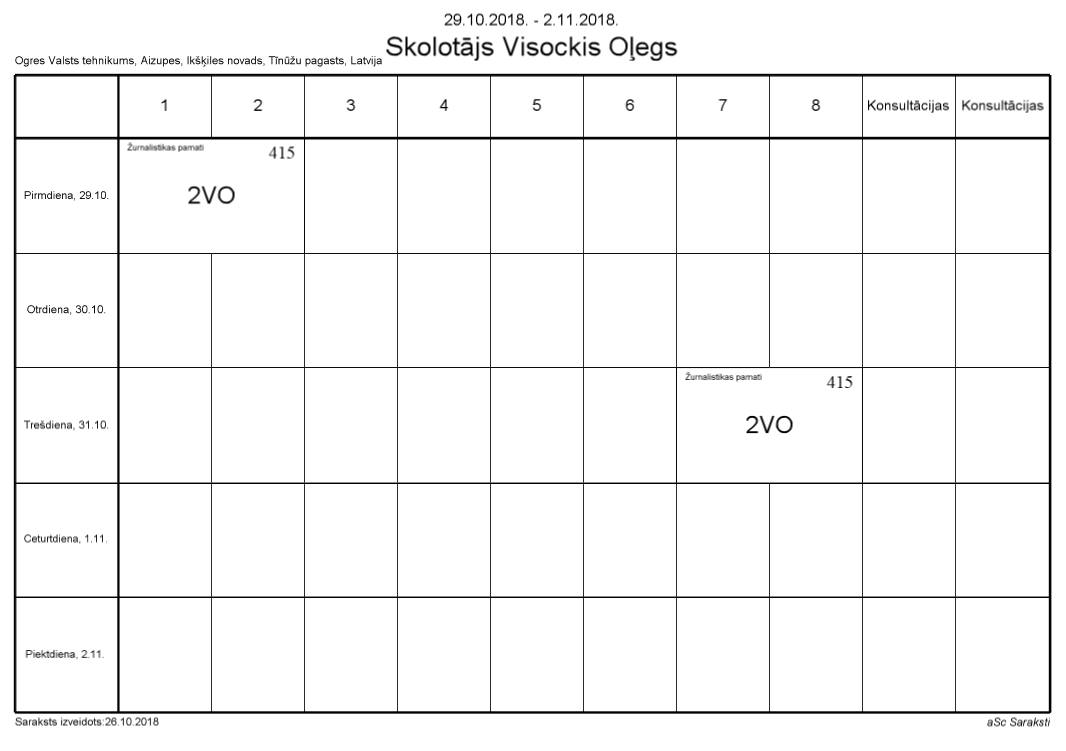 29.10.2018. - 2.11.2018.
Skolotājs Visockis Oļegs
Ogres Valsts tehnikums, Aizupes, Ikšķiles novads, Tīnūžu pagasts, Latvija
1 2 3 4 5 6 7 8 Konsultācijas Konsultācijas
Pirmdiena, 29.10.
Žurnalistikas pamati 415
2VO
Otrdiena, 30.10.
Trešdiena, 31.10.
Žurnalistikas pamati 415
2VO
Ceturtdiena, 1.11.
Piektdiena, 2.11.
Saraksts izveidots:26.10.2018 aSc Saraksti